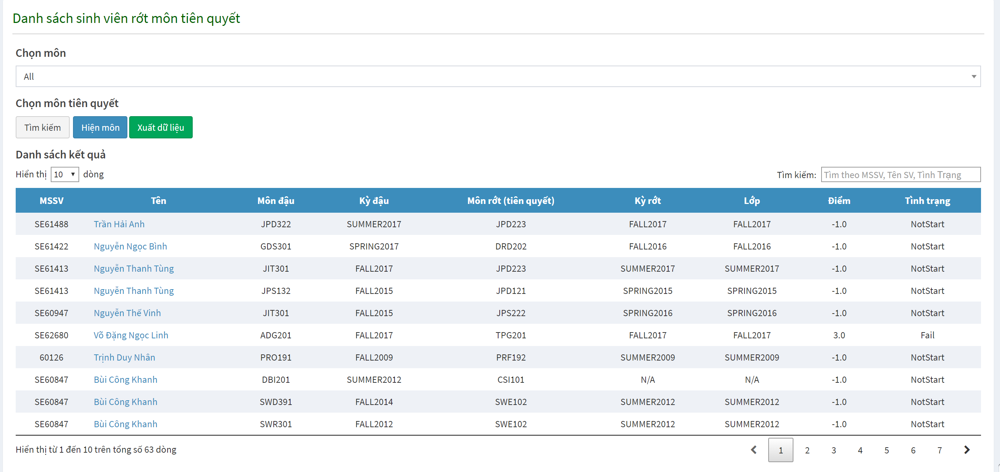 Danh sách sinh viên rớt môn tiên quyết
Chọn môn
All
Chọn môn tiên quyết
Tìm kiếm Hiện môn Xuất dữ liệu
Danh sách kết quả
Hiển thị 10 dòng Tìm kiếm: Tìm theo MSSV, Tên SV, Tình Trạng
MSSV Tên Môn đậu Kỳ đậu Môn rớt (tiên quyết) Kỳ rớt Lớp Điểm Tình trạng
SE61488 Trần Hải Anh JPD322 SUMMER2017 JPD223 FALL2017 FALL2017 -1.0 NotStart
SE61422 Nguyễn Ngọc Bình GDS301 SPRING2017 DRD202 FALL2016 FALL2016 -1.0 NotStart
SE61413 Nguyễn Thanh Tùng JIT301 FALL2017 JPD223 SUMMER2017 SUMMER2017 -1.0 NotStart
SE61413 Nguyễn Thanh Tùng JPS132 FALL2015 JPD121 SPRING2015 SPRING2015 -1.0 NotStart
SE60947 Nguyễn Thế Vinh JIT301 FALL2015 JPS222 SPRING2016 SPRING2016 -1.0 NotStart
SE62680 Võ Đặng Ngọc Linh ADG201 FALL2017 TPG201 FALL2017 FALL2017 3.0 Fail
60126 Trịnh Duy Nhân PRO191 FALL2009 PRF192 SUMMER2009 SUMMER2009 -1.0 NotStart
SE60847 Bùi Công Khanh DBI201 SUMMER2012 CSI101 N/A N/A -1.0 NotStart
SE60847 Bùi Công Khanh SWD391 FALL2014 SWE102 SUMMER2012 SUMMER2012 -1.0 NotStart
SE60847 Bùi Công Khanh SWR301 FALL2012 SWE102 SUMMER2012 SUMMER2012 -1.0 NotStart
Hiển thị từ 1 đến 10 trên tổng số 63 dòng 1 2 3 4 5 6 7